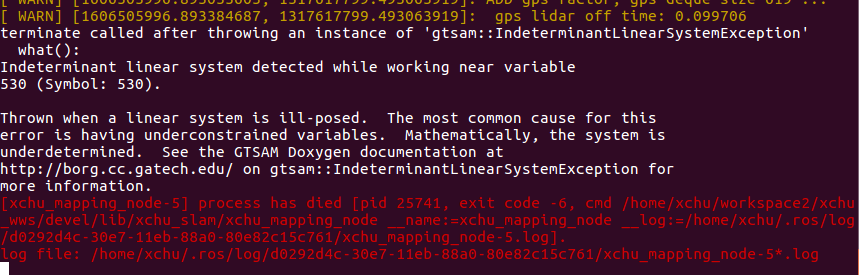 [ WARN] [1606505996.893053063, 1317617799.493063919]: ADD gps factor, gps deque size 619 ...
[ WARN] [1606505996.893384687, 1317617799.493063919]:  gps lidar off time: 0.099706
terminate called after throwing an instance of 'gtsam::IndeterminantLinearSystemException'
  what():
Indeterminant linear system detected while working near variable
530 (Symbol: 530).

Thrown when a linear system is ill-posed.  The most common cause for this
error is having underconstrained variables.  Mathematically, the system is
underdetermined.  See the GTSAM Doxygen documentation at
http://borg.cc.gatech.edu/ on gtsam::IndeterminantLinearSystemException for
more information.
[xchu_mapping_node-5] process has died [pid 25741, exit code -6, cmd /home/xchu/workspace2/xchu
_wws/devel/lib/xchu_slam/xchu_mapping_node __name:=xchu_mapping_node __log:=/home/xchu/.ros/log
/d0292d4c-30e7-11eb-88a0-80e82c15c761/xchu_mapping_node-5.log].
log file: /home/xchu/.ros/log/d0292d4c-30e7-11eb-88a0-80e82c15c761/xchu_mapping_node-5*.log